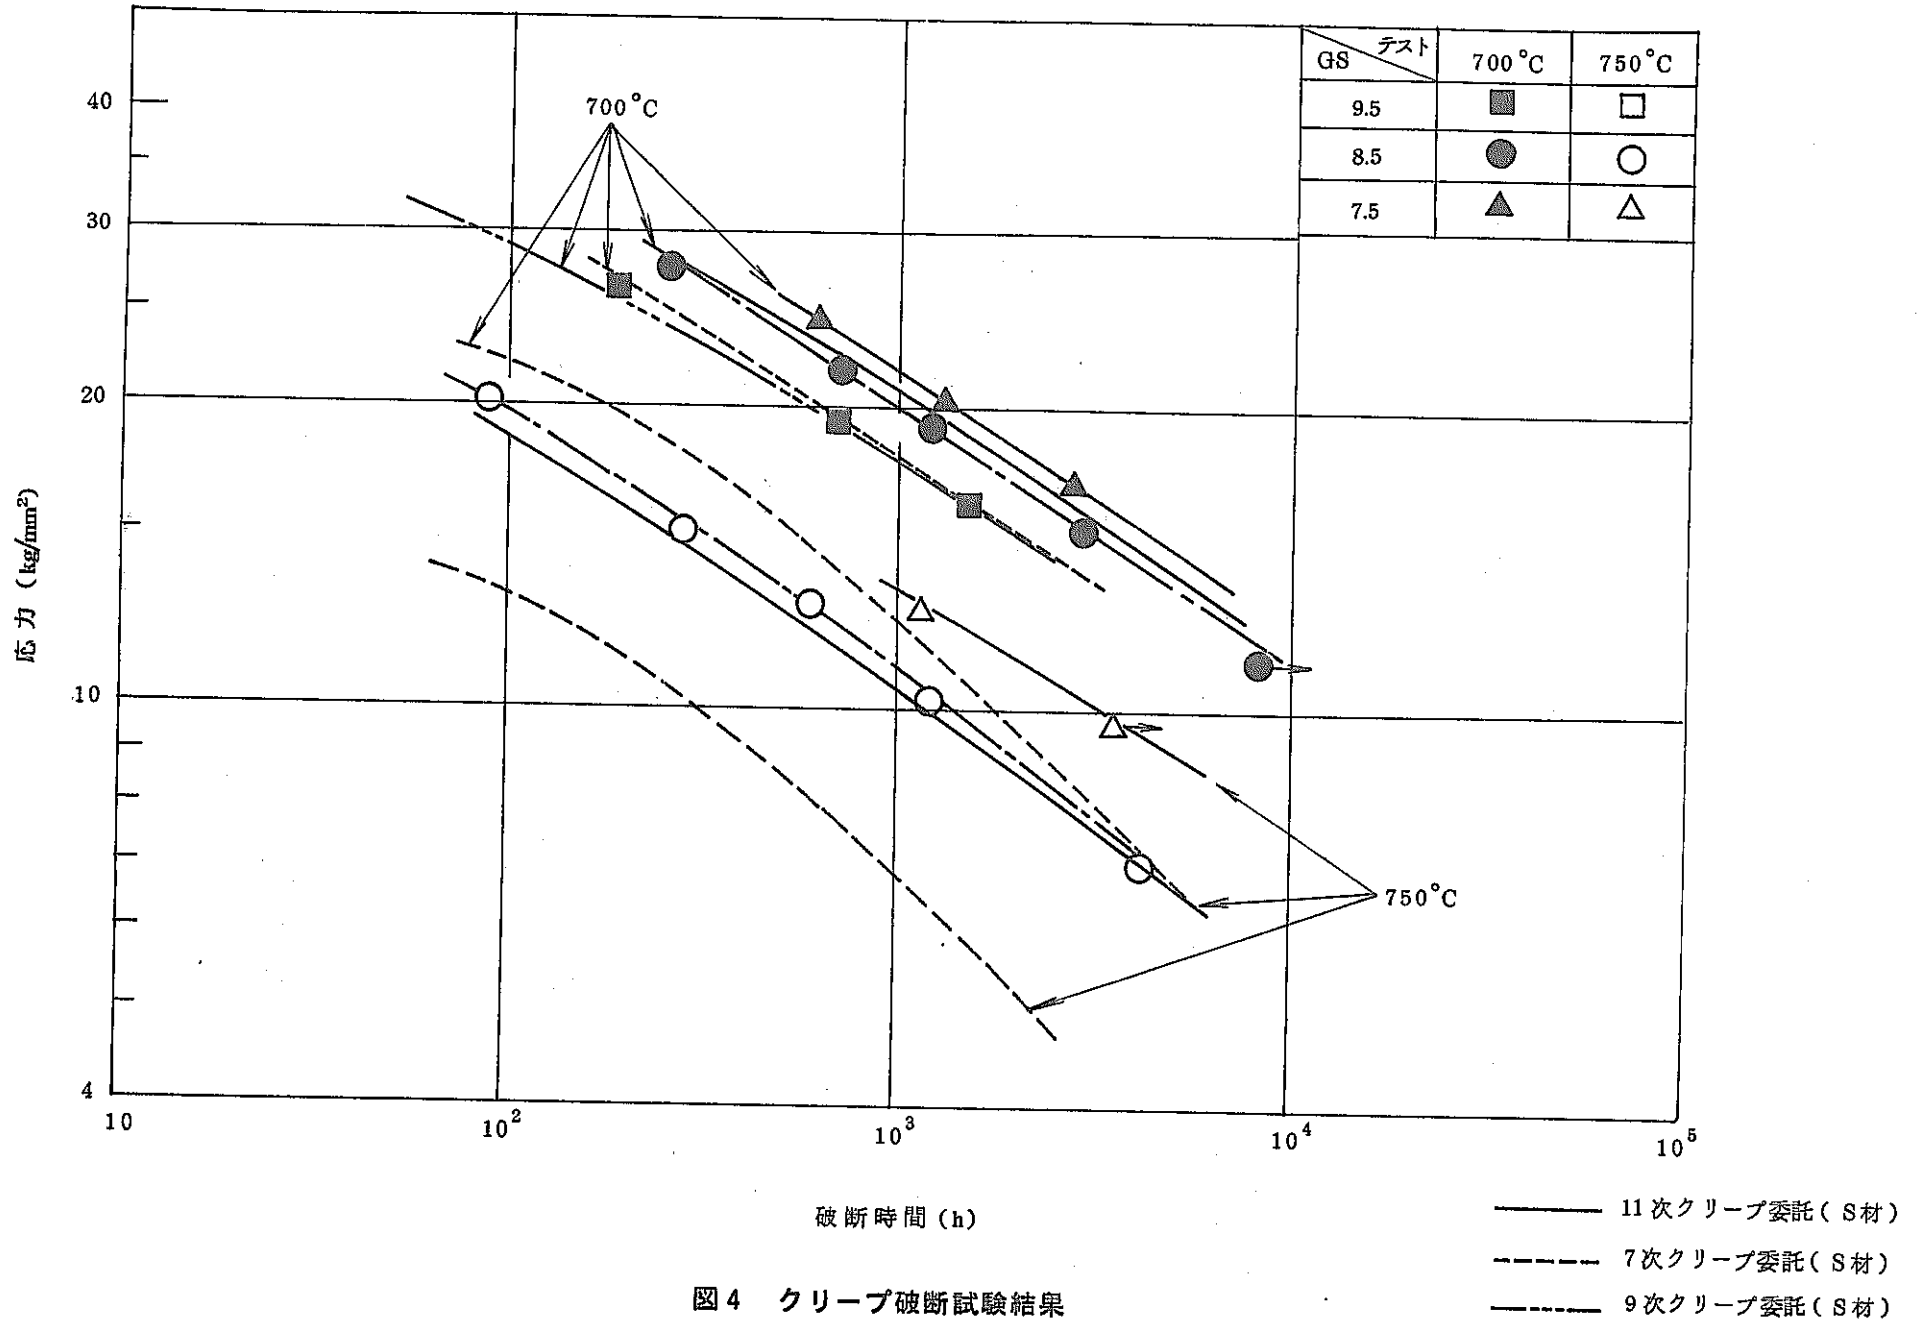 テスト
GS
700°C
750°C
9.5
8.5
7.5
700°C
40
30
20
10
4
応力 (kg/mm²)
750°C
10
10²
10³
10⁴
10⁵
破断時間 (h)
11次クリープ委託(S材)
7次クリープ委託(S材)
9次クリープ委託(S材)
図4 クリープ破断試験結果